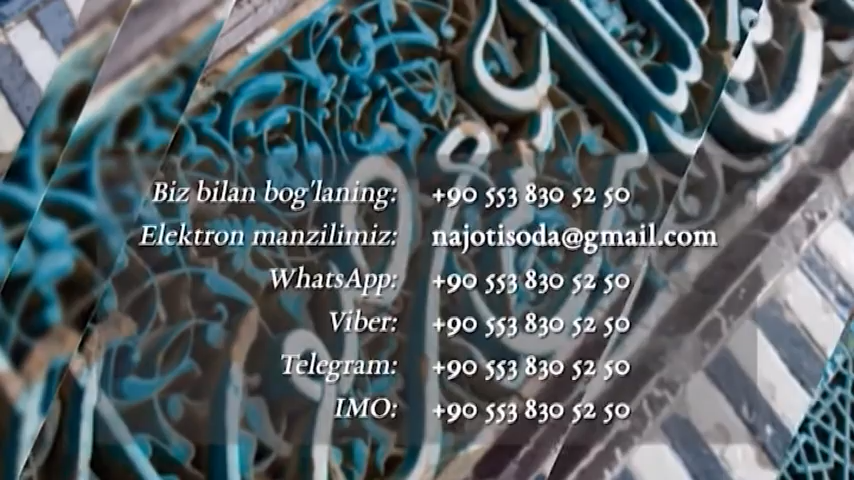 Biz bilan bog'laning: +90 553 830 52 50
Elektron manzilimiz: najotisoda@gmail.com
WhatsApp: +90 553 830 52 50
Viber: +90 553 830 52 50
Telegram: +90 553 830 52 50
IMO: +90 553 830 52 50